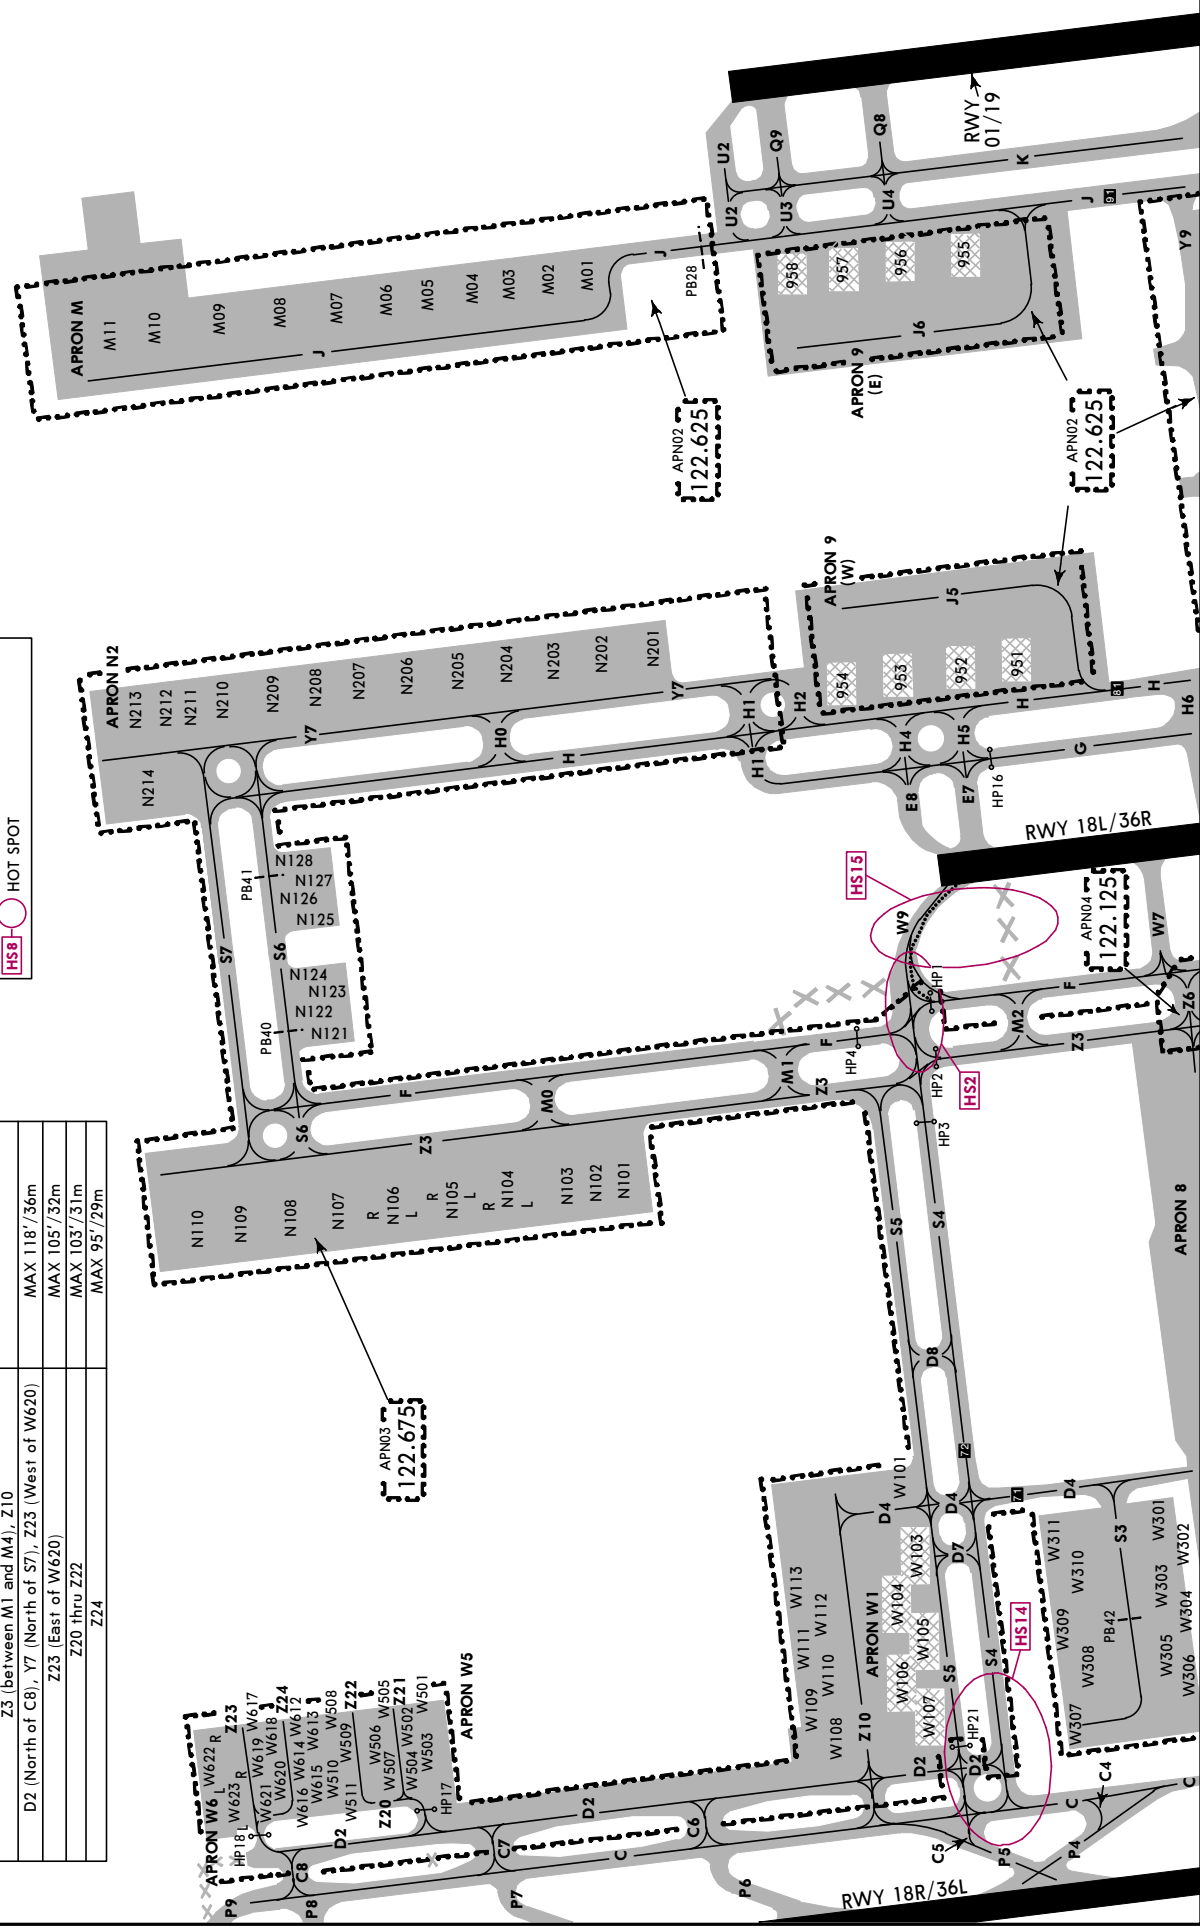 Z3 (between M1 and M4), Z10
D2 (North of C8), Y7 (North of S7), Z23 (West of W620)
MAX 118'/36m
Z23 (East of W620)
MAX 105'/32m
Z20 thru Z22
MAX 103'/31m
Z24
MAX 95'/29m
HS8
HOT SPOT
APRON M
M11
M10
M09
M08
M07
M06
M05
M04
M03
M02
M01
J
J
PB28
APN02
122.625
U2
U2
Q9
U3
Q8
U4
RWY
01/19
K
J
91
958
957
956
955
J6
APRON 9
(E)
APN02
122.625
Y9
APRON N2
N213
N212
N211
N210
N209
N208
N207
N206
N205
N204
N203
N202
N201
N214
Y7
Y7
H0
H
H1
H1
H2
APRON 9
(W)
954
953
952
951
J5
H4
H5
H
81
H
H6
G
E8
E7
HP16
RWY 18L/36R
S7
S6
PB41
N128
N127
N126
N125
N124
N123
N122
N121
PB40
S6
F
Z3
M0
M1
Z3
F
HP4
HS15
W9
HP1
HS2
HP2
HP3
M2
F
Z3
APN04
122.125
W7
Z6
N110
N109
N108
N107
R
N106
L
R
N105
L
R
N104
L
N103
N102
N101
APN03
122.675
S5
S4
D8
APRON 8
72
W101
D4
D4
71
D4
D7
W113
W112
W111
W110
W109
W108
Z10
APRON W1
W103
W104
W105
W106
W107
S5
S4
HS14
HP21
D2
D2
W311
W310
W309
W308
W307
S3
PB42
W301
W302
W303
W304
W305
W306
C
C4
C
C5
P5
P4
RWY 18R/36L
APRON W5
APRON W6
W622
R
L
W623
R
L
Z23
W617
W618
W619
W620
W621
Z24
W612
W613
W614
W615
W616
W508
W509
W510
W511
Z22
W505
W506
W507
Z21
W501
W502
W503
W504
Z20
HP17
HP18
D2
D2
C8
C7
C6
C
P9
P8
P7
P6